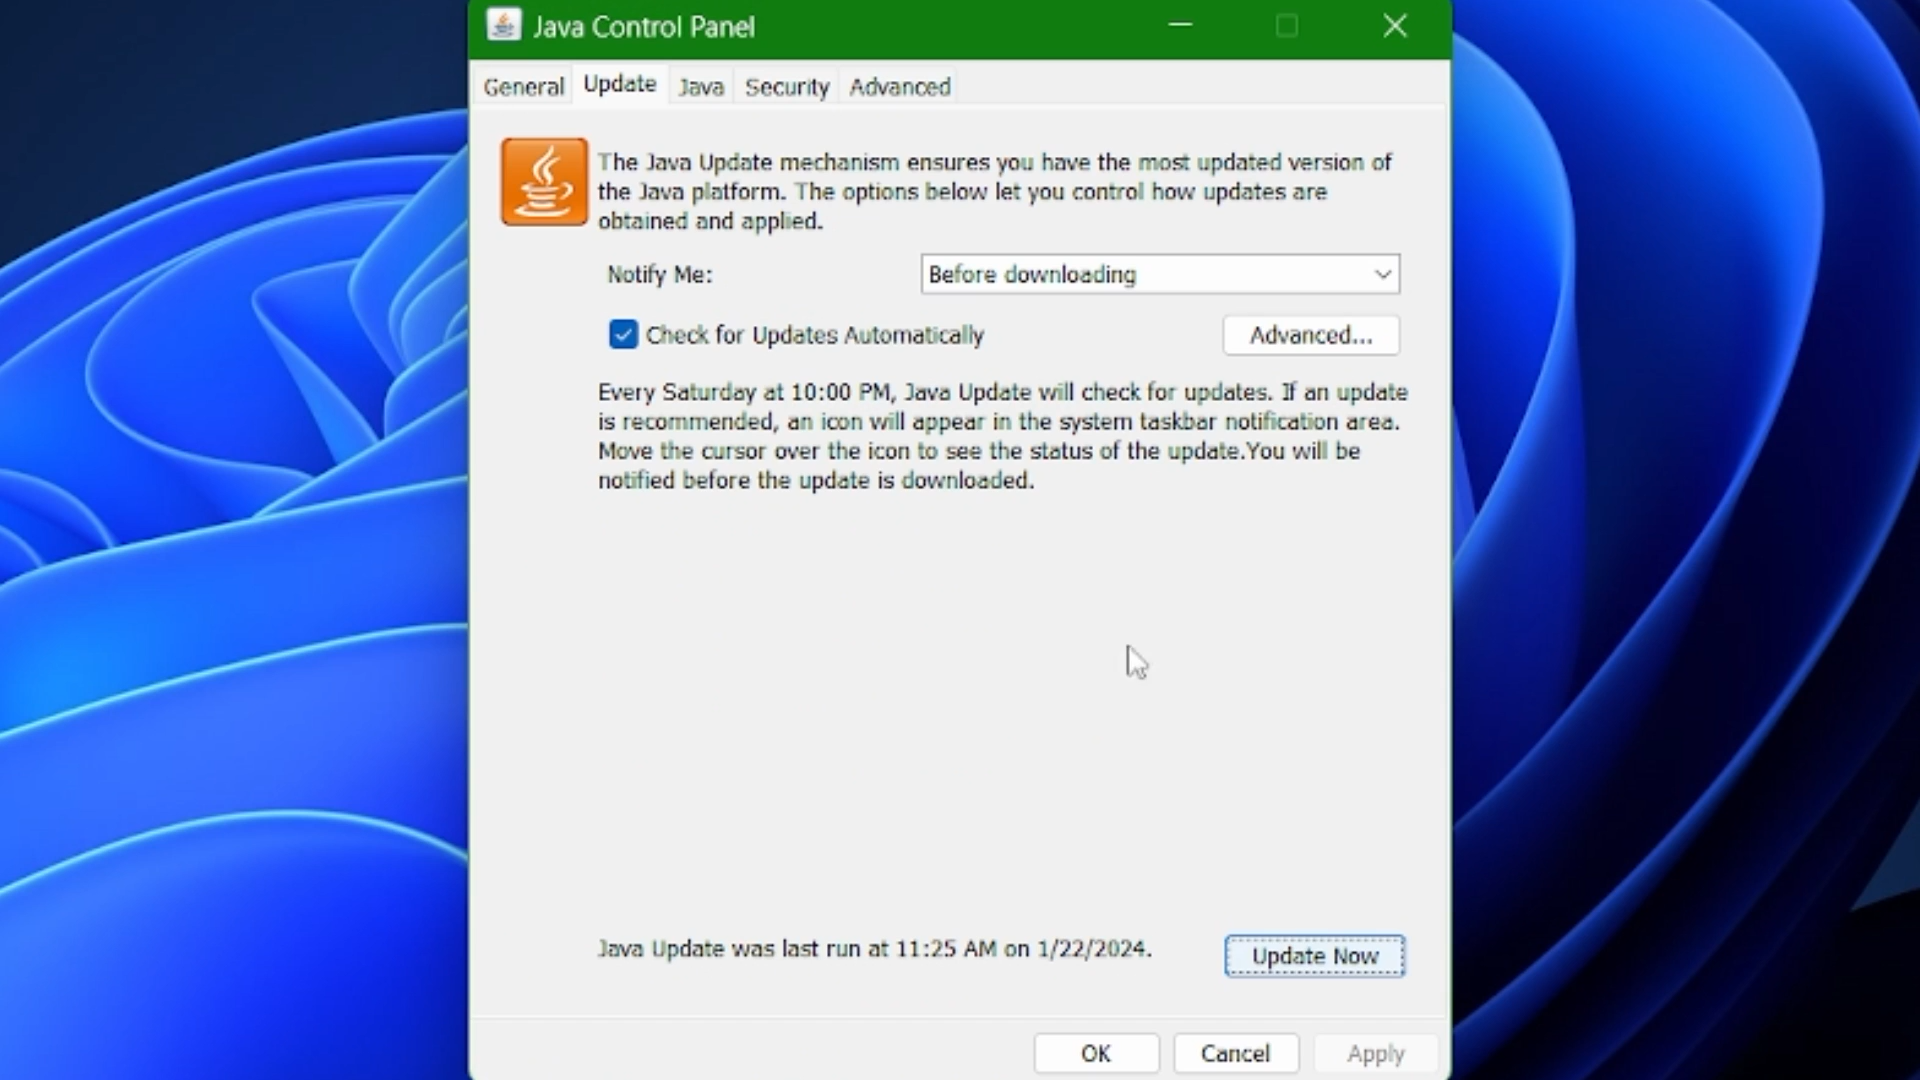 Java Control Panel
General Update Java Security Advanced
The Java Update mechanism ensures you have the most updated version of
the Java platform. The options below let you control how updates are
obtained and applied.
Notify Me: Before downloading
Check for Updates Automatically Advanced...
Every Saturday at 10:00 PM, Java Update will check for updates. If an update
is recommended, an icon will appear in the system taskbar notification area.
Move the cursor over the icon to see the status of the update.You will be
notified before the update is downloaded.
Java Update was last run at 11:25 AM on 1/22/2024. Update Now
OK Cancel Apply